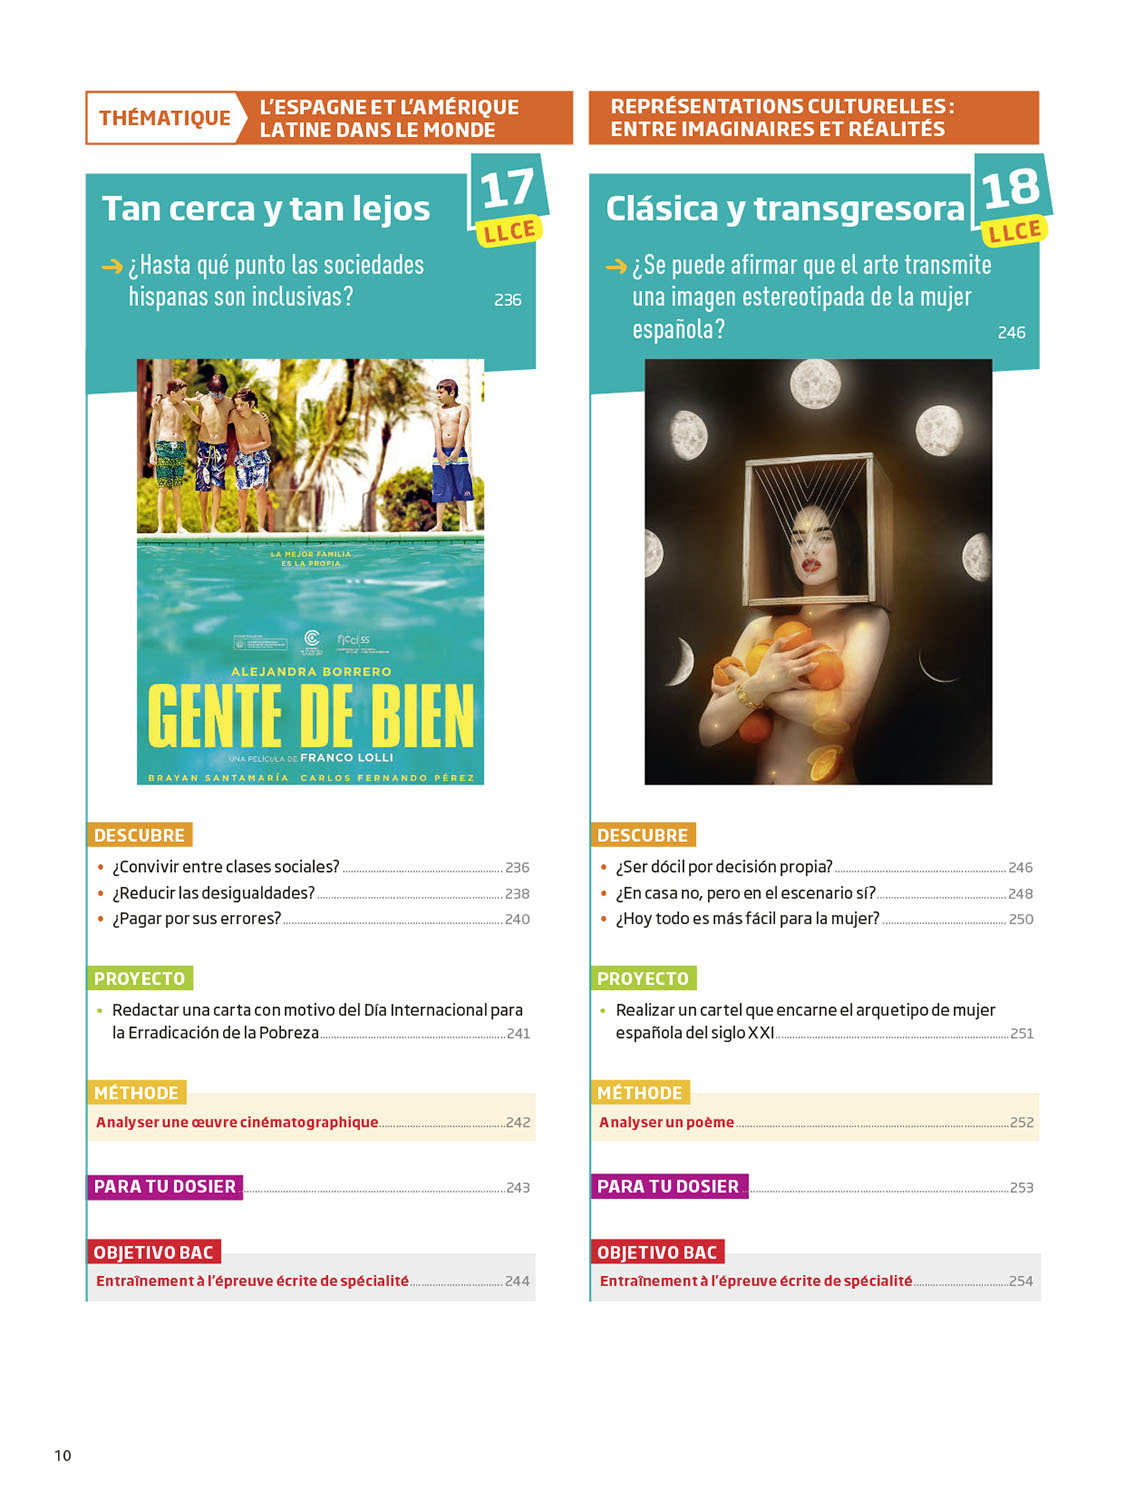 THÉMATIQUE
L'ESPAGNE ET L'AMÉRIQUE
LATINE DANS LE MONDE
17
LLCE
Tan cerca y tan lejos
¿Hasta qué punto las sociedades
hispanas son inclusivas? 236
LA MEJOR FAMILIA
ES LA PROPIA
ALEJANDRA BORRERO
GENTE DE BIEN
UNA PELÍCULA DE FRANCO LOLLI
BRAYAN SANTAMARÍA CARLOS FERNANDO PÉREZ
DESCUBRE
• ¿Convivir entre clases sociales? 236
• ¿Reducir las desigualdades? 238
• ¿Pagar por sus errores? 240
PROYECTO
• Redactar una carta con motivo del Día Internacional para
la Erradicación de la Pobreza 241
MÉTHODE
Analyser une œuvre cinématographique 242
PARA TU DOSIER 243
OBJETIVO BAC
Entraînement à l'épreuve écrite de spécialité 244
REPRÉSENTATIONS CULTURELLES :
ENTRE IMAGINAIRES ET RÉALITÉS
18
LLCE
Clásica y transgresora
¿Se puede afirmar que el arte transmite
una imagen estereotipada de la mujer
española? 246
DESCUBRE
• ¿Ser dócil por decisión propia? 246
• ¿En casa no, pero en el escenario sí? 248
• ¿Hoy todo es más fácil para la mujer? 250
PROYECTO
• Realizar un cartel que encarne el arquetipo de mujer
española del siglo XXI 251
MÉTHODE
Analyser un poème 252
PARA TU DOSIER 253
OBJETIVO BAC
Entraînement à l'épreuve écrite de spécialité 254
10